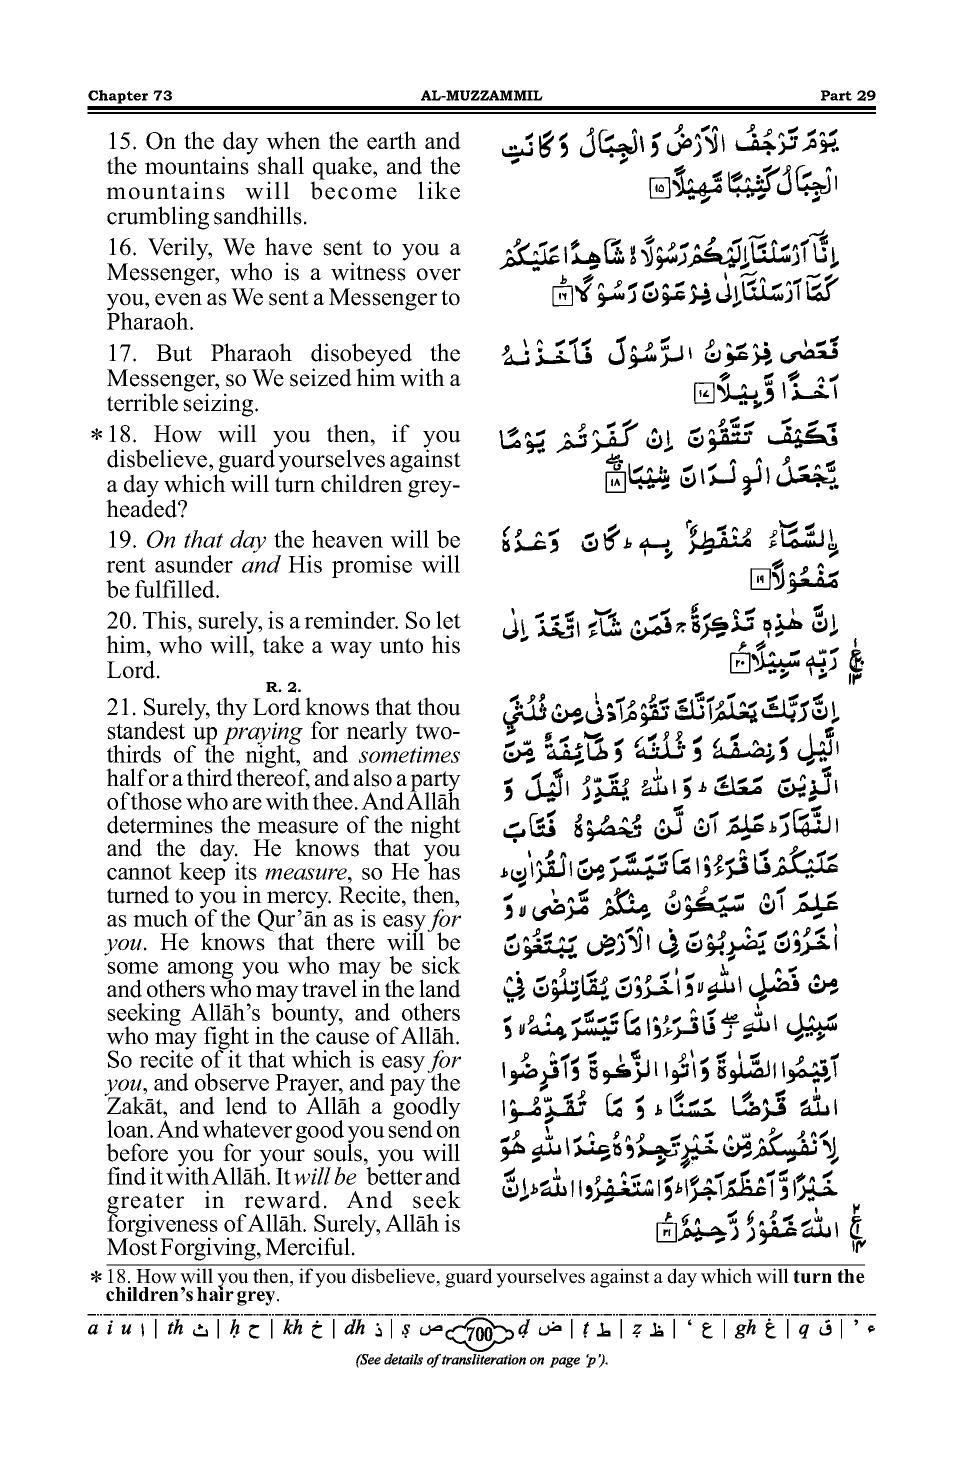 Chapter 73 AL-MUZZAMMIL Part 29
15. On the day when the earth and
the mountains shall quake, and the
mountains will become like
crumbling sandhills.
يَوْمَ تَرْجُفُ الْاَرْضُ وَ الْجِبَالُ وَ كَانَتِ
الْجِبَالُ كَثِيْبًا مَّهِيْلًا ۝۱۵
16. Verily, We have sent to you a
Messenger, who is a witness over
you, even as We sent a Messenger to
Pharaoh.
اِنَّاۤ اَرْسَلْنَاۤ اِلَيْكُمْ رَسُوْلًا ۙ شَاهِدًا عَلَيْكُمْ
كَمَاۤ اَرْسَلْنَاۤ اِلٰى فِرْعَوْنَ رَسُوْلًا ۝۱۶
17. But Pharaoh disobeyed the
Messenger, so We seized him with a
terrible seizing.
فَعَصٰى فِرْعَوْنُ الرَّسُوْلَ فَاَخَذْنٰهُ
اَخْذًا وَّبِيْلًا ۝۱۷
*18. How will you then, if you
disbelieve, guard yourselves against
a day which will turn children grey-
headed?
فَكَيْفَ تَتَّقُوْنَ اِنْ كَفَرْتُمْ يَوْمًا
يَّجْعَلُ الْوِلْدَانَ شِيْبًا ۝۱۸
19. On that day the heaven will be
rent asunder and His promise will
be fulfilled.
اۨلسَّمَآءُ مُنْفَطِرٌۢ بِهٖ ؕ كَانَ وَعْدُهٗ
مَفْعُوْلًا ۝۱۹
20. This, surely, is a reminder. So let
him, who will, take a way unto his
Lord.
اِنَّ هٰذِهٖ تَذْكِرَةٌ ۚ فَمَنْ شَآءَ اتَّخَذَ اِلٰى
رَبِّهٖ سَبِيْلًا ۝۲۰
R. 2.
21. Surely, thy Lord knows that thou
standest up praying for nearly two-
thirds of the night, and sometimes
half or a third thereof, and also a party
of those who are with thee. And Allāh
determines the measure of the night
and the day. He knows that you
cannot keep its measure, so He has
turned to you in mercy. Recite, then,
as much of the Qur’ān as is easy for
you. He knows that there will be
some among you who may be sick
and others who may travel in the land
seeking Allāh’s bounty, and others
who may fight in the cause of Allāh.
So recite of it that which is easy for
you, and observe Prayer, and pay the
Zakāt, and lend to Allāh a goodly
loan. And whatever good you send on
before you for your souls, you will
find it with Allāh. It will be better and
greater in reward. And seek
forgiveness of Allāh. Surely, Allāh is
Most Forgiving, Merciful.
اِنَّ رَبَّكَ يَعْلَمُ اَنَّكَ تَقُوْمُ اَدْنٰى مِنْ ثُلُثَيِ
الَّيْلِ وَ نِصْفَهٗ وَ ثُلُثَهٗ وَ طَآئِفَةٌ مِّنَ
الَّذِيْنَ مَعَكَ ؕ وَ اللّٰهُ يُقَدِّرُ الَّيْلَ وَ
النَّهَارَ ؕ عَلِمَ اَنْ لَّنْ تُحْصُوْهُ فَتَابَ
عَلَيْكُمْ فَاقْرَءُوْا مَا تَيَسَّرَ مِنَ الْقُرْاٰنِ ؕ
عَلِمَ اَنْ سَيَكُوْنُ مِنْكُمْ مَّرْضٰى ۙ وَ
اٰخَرُوْنَ يَضْرِبُوْنَ فِى الْاَرْضِ يَبْتَغُوْنَ
مِنْ فَضْلِ اللّٰهِ ۙ وَ اٰخَرُوْنَ يُقَاتِلُوْنَ فِيْ
سَبِيْلِ اللّٰهِ ۖ فَاقْرَءُوْا مَا تَيَسَّرَ مِنْهُ ۙ وَ
اَقِيْمُوا الصَّلٰوةَ وَ اٰتُوا الزَّكٰوةَ وَ اَقْرِضُوا
اللّٰهَ قَرْضًا حَسَنًا ؕ وَ مَا تُقَدِّمُوْا
لِاَنْفُسِكُمْ مِّنْ خَيْرٍ تَجِدُوْهُ عِنْدَ اللّٰهِ هُوَ
خَيْرًا وَّ اَعْظَمَ اَجْرًا ؕ وَ اسْتَغْفِرُوا اللّٰهَ ؕ اِنَّ
اللّٰهَ غَفُوْرٌ رَّحِيْمٌ ۝۲۱
*18. How will you then, if you disbelieve, guard yourselves against a day which will turn the
children’s hair grey.
a i u ا | th ث | ḥ ح | kh خ | dh ذ | ṣ ص 700 ḍ ض | ṭ ط | ẓ ظ | ‘ ع | gh غ | q ق | ’ ء
(See details of transliteration on page ‘p’).